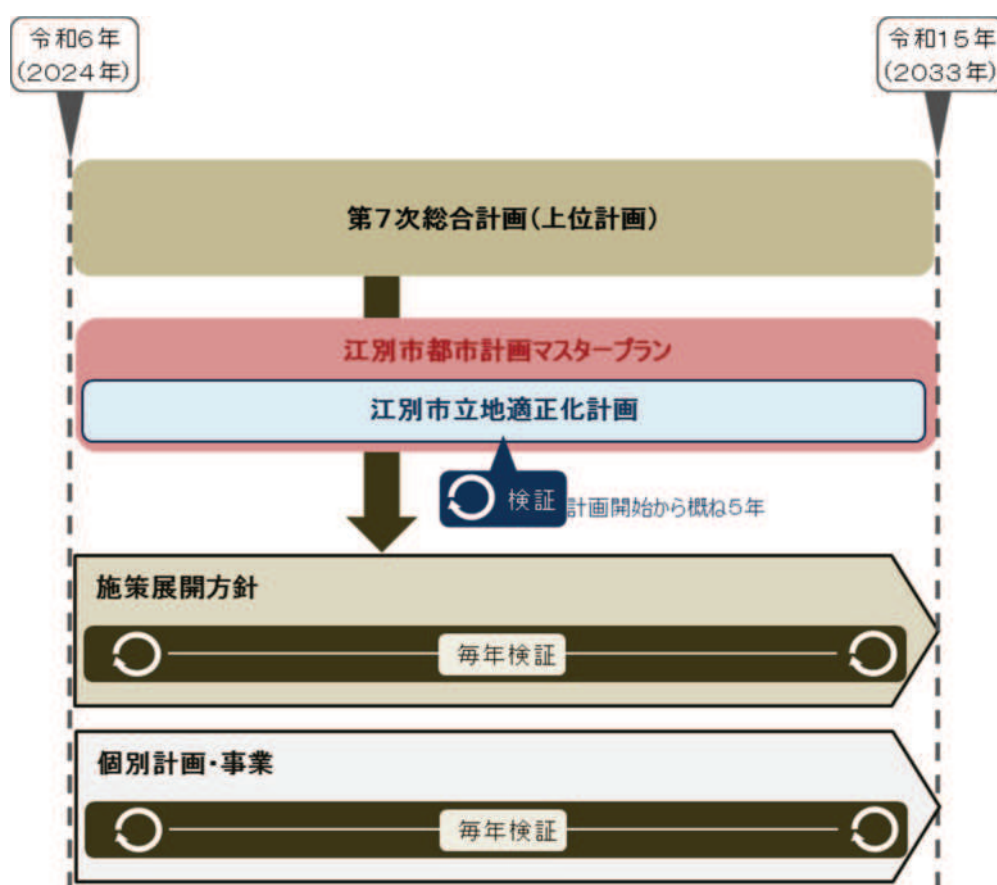 令和6年
(2024年)
令和15年
(2033年)
第7次総合計画(上位計画)
江別市都市計画マスタープラン
江別市立地適正化計画
検証 計画開始から概ね5年
施策展開方針
毎年検証
個別計画・事業
毎年検証